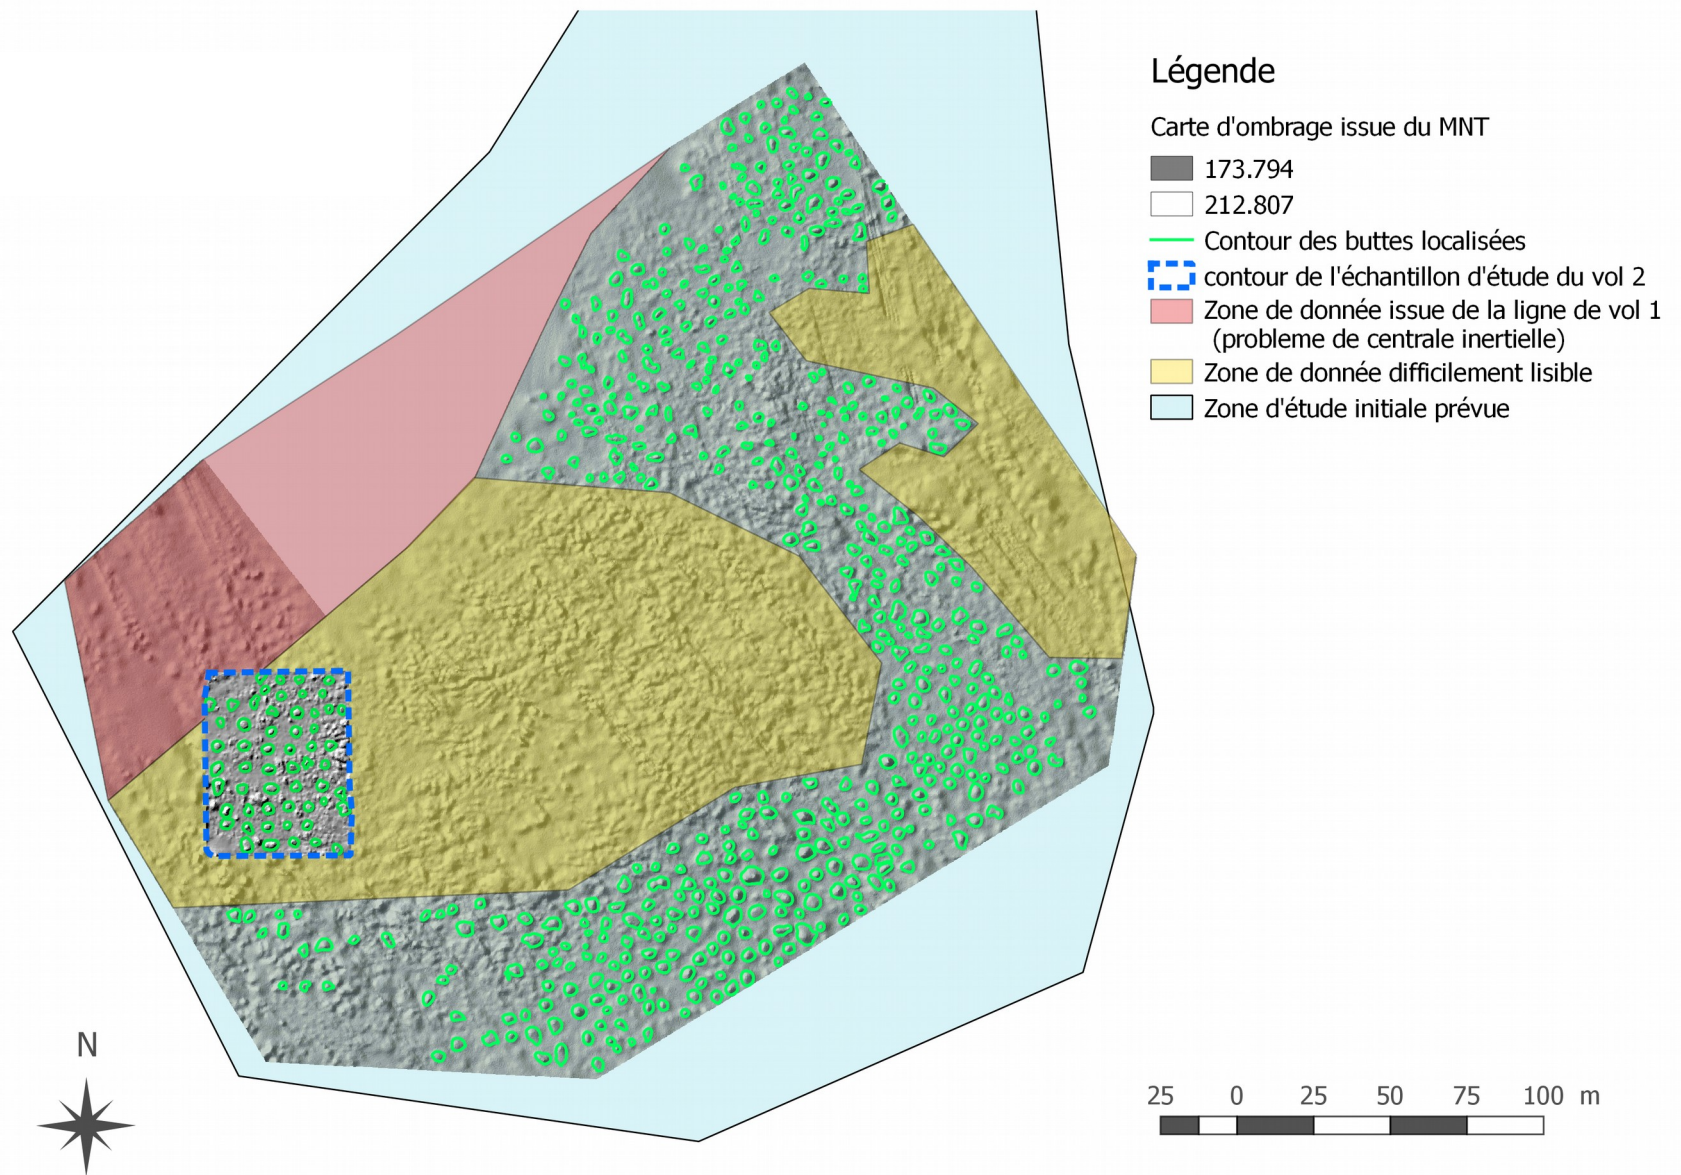 Légende
Carte d'ombrage issue du MNT
173.794
212.807
Contour des buttes localisées
contour de l'échantillon d'étude du vol 2
Zone de donnée issue de la ligne de vol 1
(probleme de centrale inertielle)
Zone de donnée difficilement lisible
Zone d'étude initiale prévue
N
25 0 25 50 75 100 m